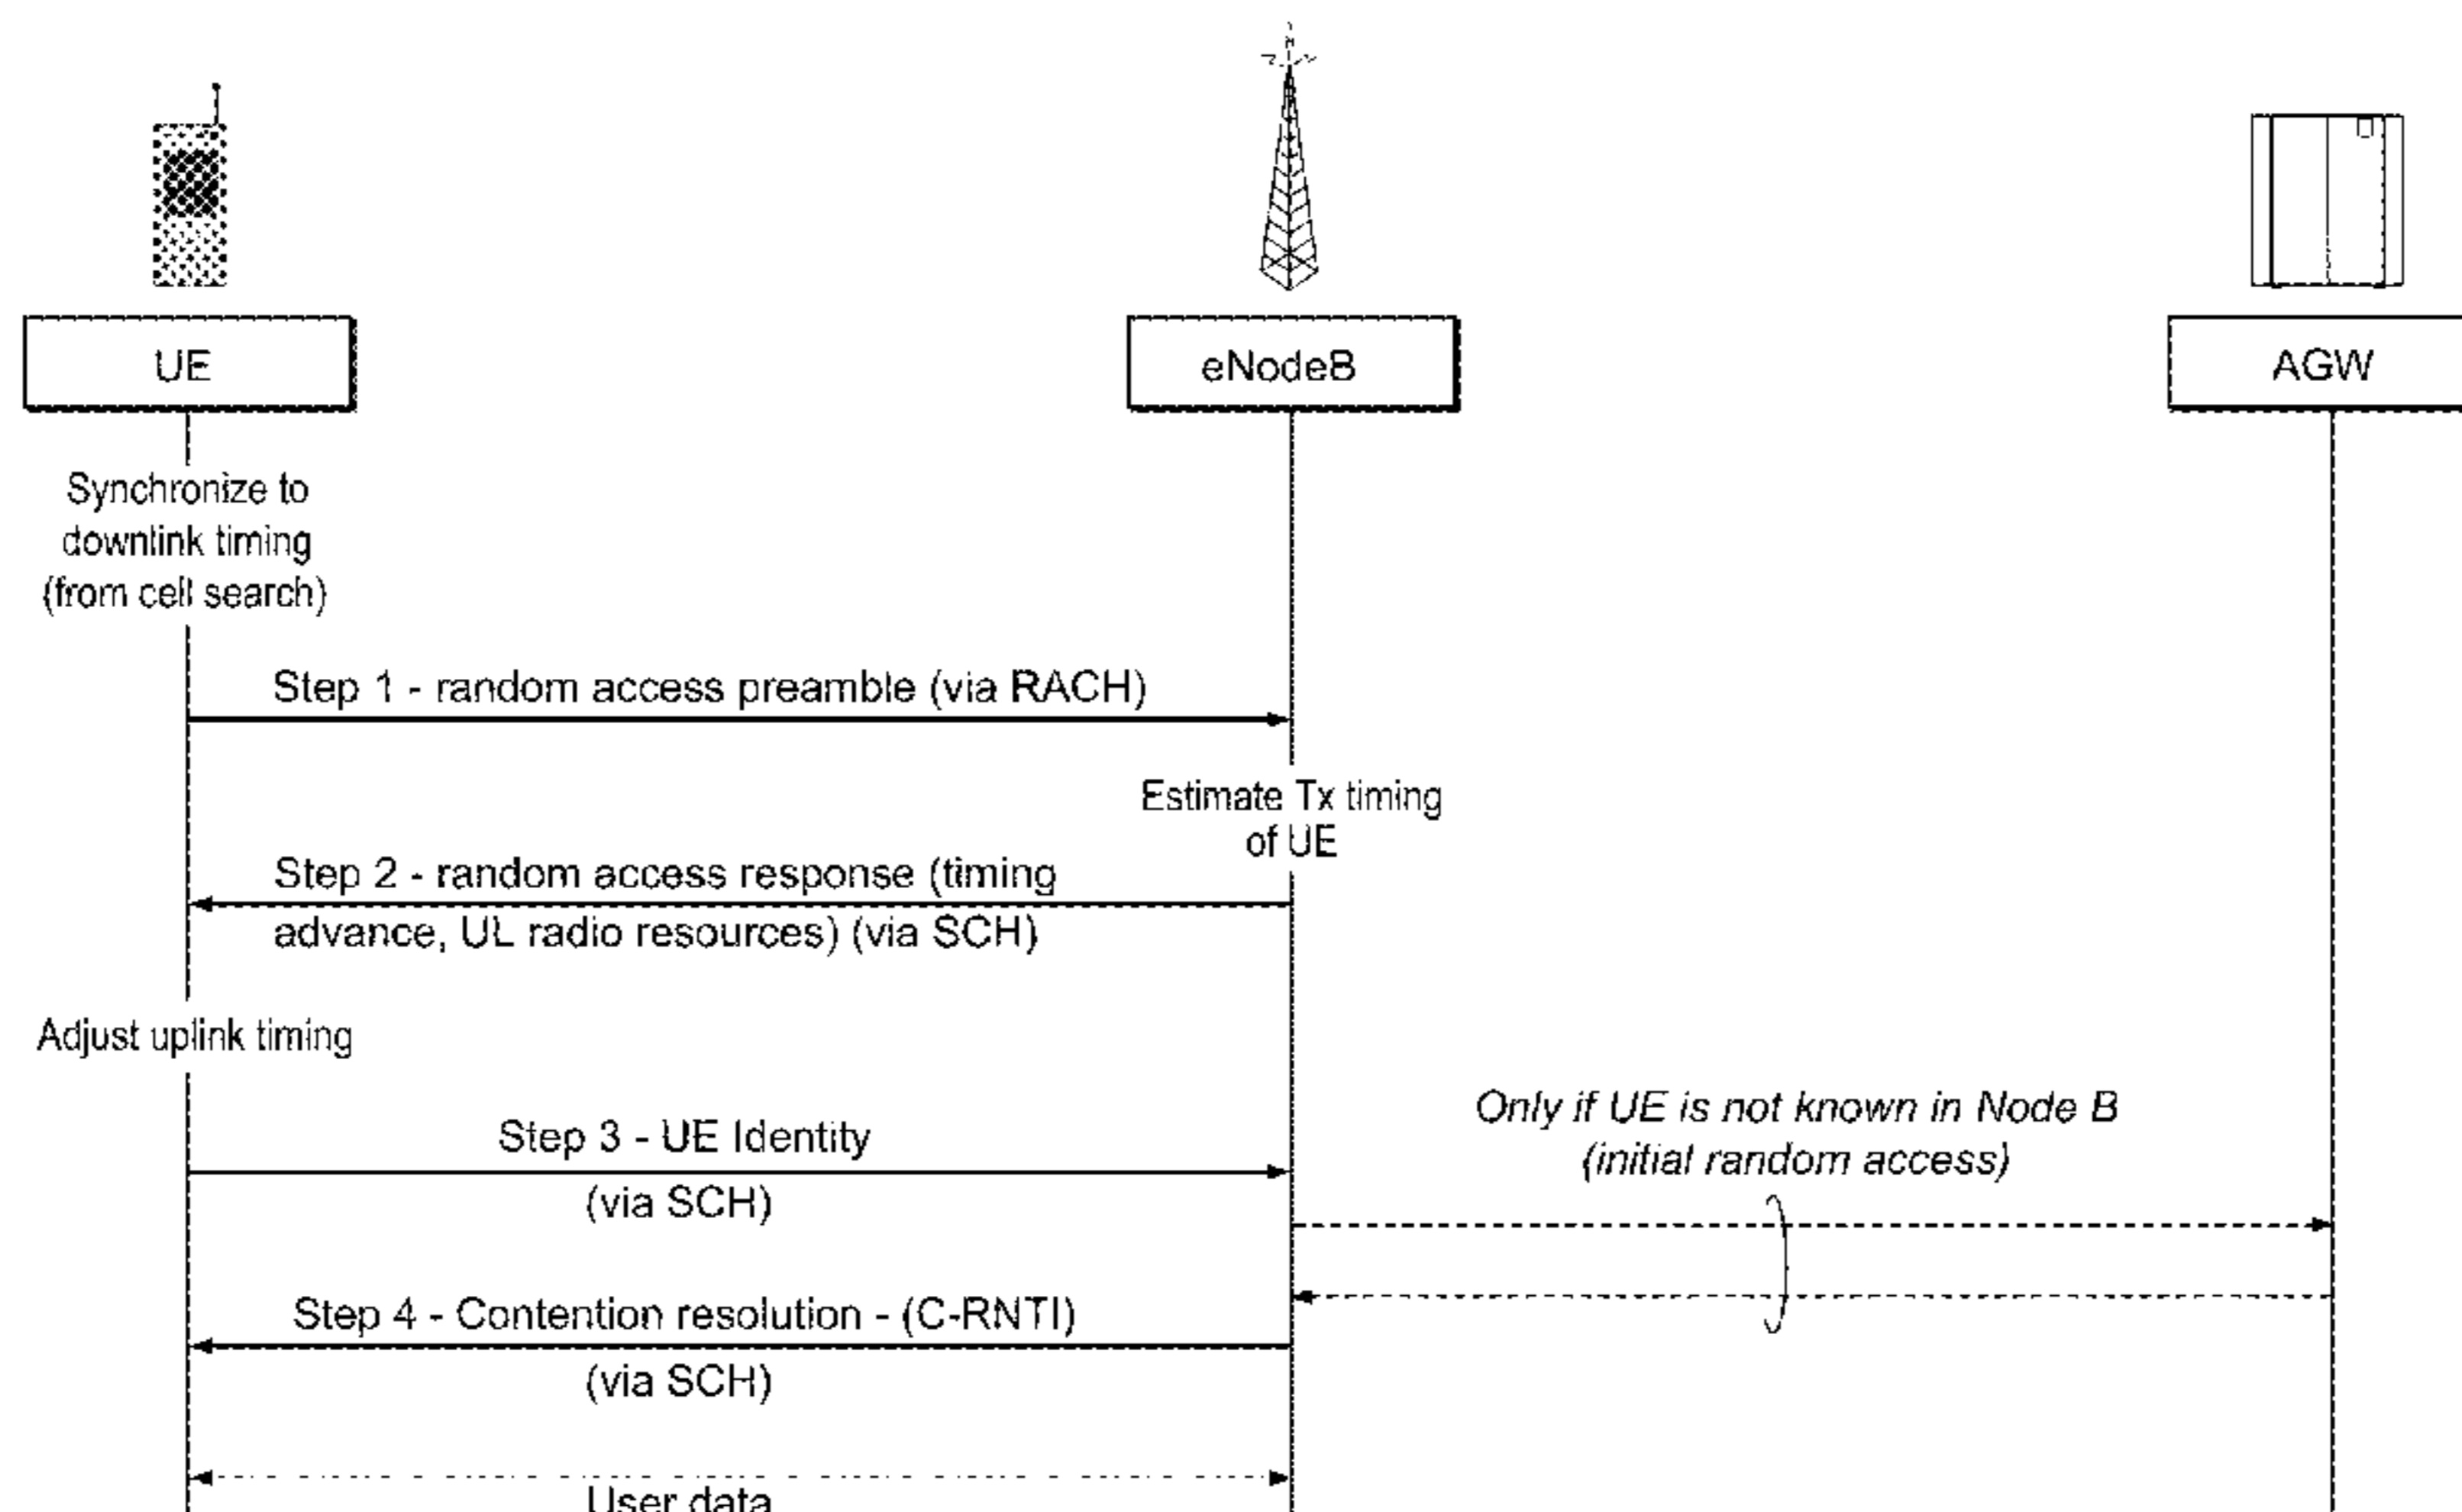 UE
eNodeB
AGW
Synchronize to
downlink timing
(from cell search)
Step 1 - random access preamble (via RACH)
Estimate Tx timing
of UE
Step 2 - random access response (timing
advance, UL radio resources) (via SCH)
Adjust uplink timing
Only if UE is not known in Node B
(initial random access)
Step 3 - UE Identity
(via SCH)
Step 4 - Contention resolution - (C-RNTI)
(via SCH)
User data